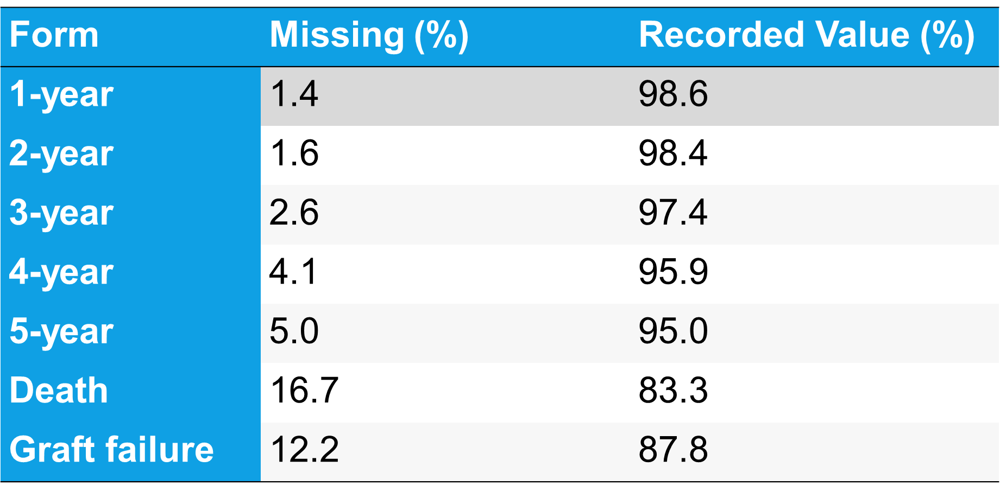 Form Missing (%) Recorded Value (%)
1-year 1.4 98.6
2-year 1.6 98.4
3-year 2.6 97.4
4-year 4.1 95.9
5-year 5.0 95.0
Death 16.7 83.3
Graft failure 12.2 87.8